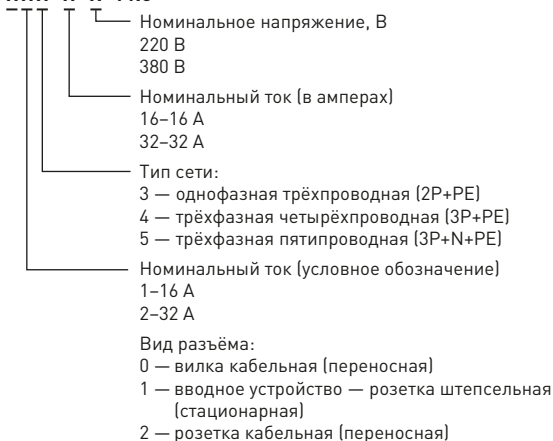 Номинальное напряжение, В
220 В
380 В
Номинальный ток (в амперах)
16–16 А
32–32 А
Тип сети:
3 — однофазная трёхпроводная (2P+PE)
4 — трёхфазная четырёхпроводная (3P+PE)
5 — трёхфазная пятипроводная (3P+N+PE)
Номинальный ток (условное обозначение)
1–16 А
2–32 А
Вид разъёма:
0 — вилка кабельная (переносная)
1 — вводное устройство — розетка штепсельная
(стационарная)
2 — розетка кабельная (переносная)